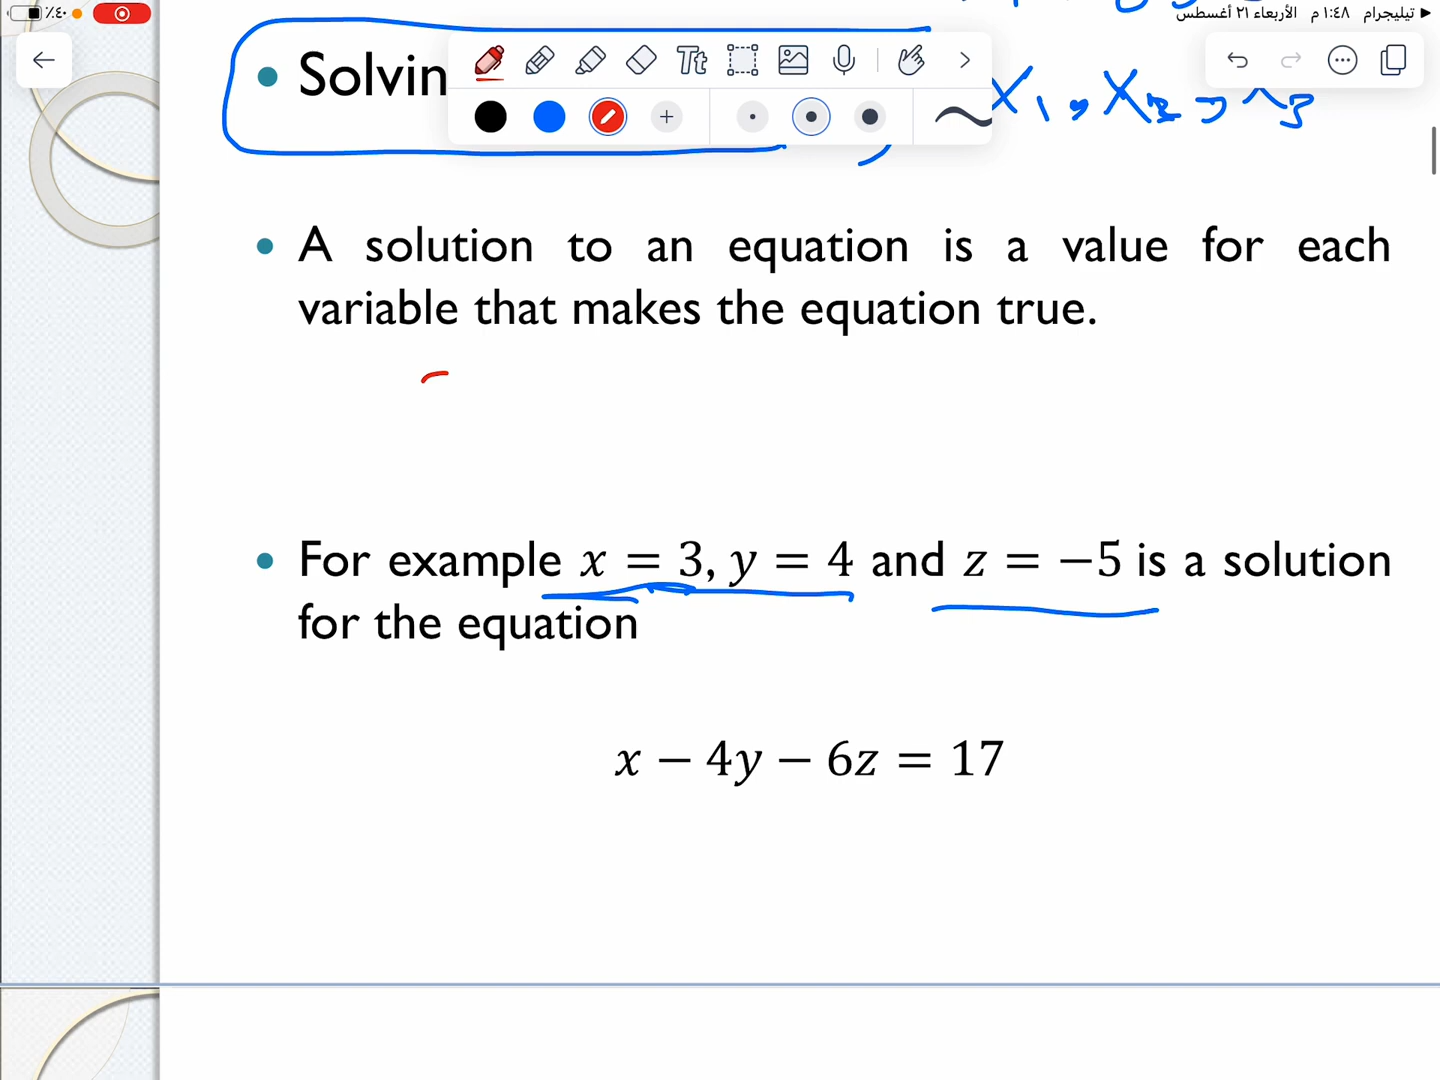 ٪٤٠
◀ تيليجرام ١:٤٨ م الأربعاء ٢١ أغسطس
Tt
X₁ , X₂ , X₃
• Solvin
• A solution to an equation is a value for each
variable that makes the equation true.
• For example x = 3, y = 4 and z = −5 is a solution
for the equation
x − 4y − 6z = 17